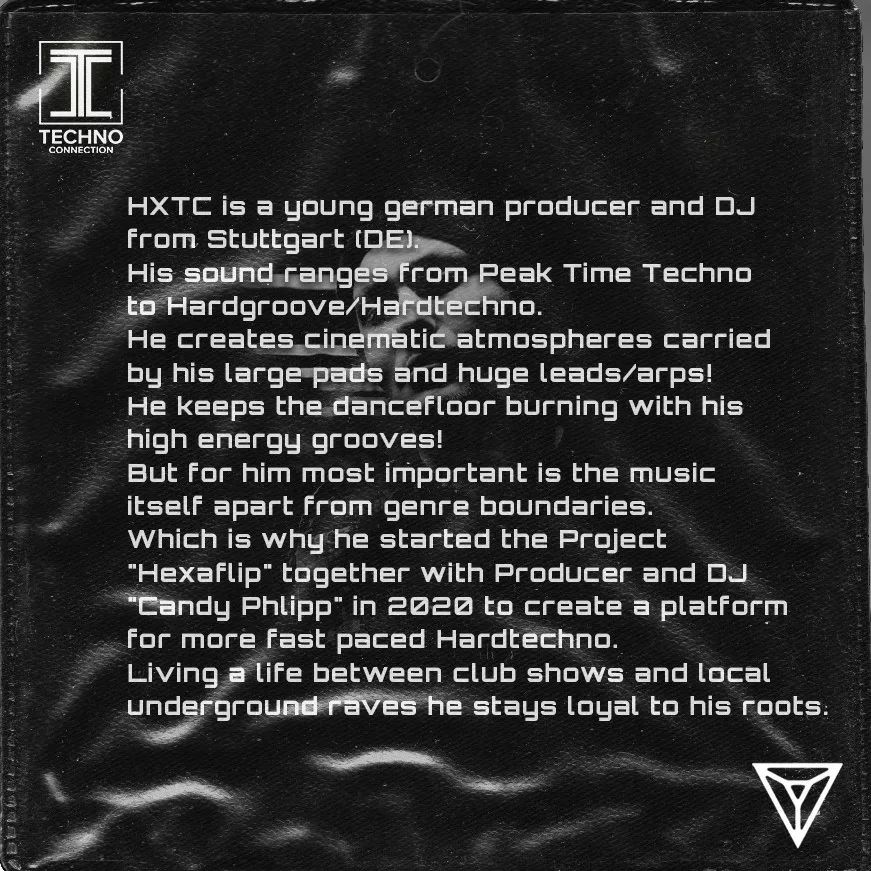 TECHNO
CONNECTION
HXTC is a young german producer and DJ
from Stuttgart (DE).
His sound ranges from Peak Time Techno
to Hardgroove/Hardtechno.
He creates cinematic atmospheres carried
by his large pads and huge leads/arps!
He keeps the dancefloor burning with his
high energy grooves!
But for him most important is the music
itself apart from genre boundaries.
Which is why he started the Project
"Hexaflip" together with Producer and DJ
"Candy Phlipp" in 2020 to create a platform
for more fast paced Hardtechno.
Living a life between club shows and local
underground raves he stays loyal to his roots.